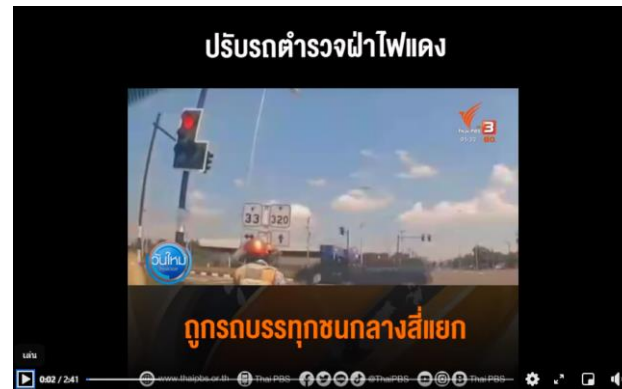 ปรับรถตำรวจฝ่าไฟแดง
Thai PBS 3
33 320
วันใหม่
ถูกรถบรรทุกชนกลางสี่แยก
เล่น
0:02 / 2:41
www.thaipbs.or.th Thai PBS @ThaiPBS Thai PBS